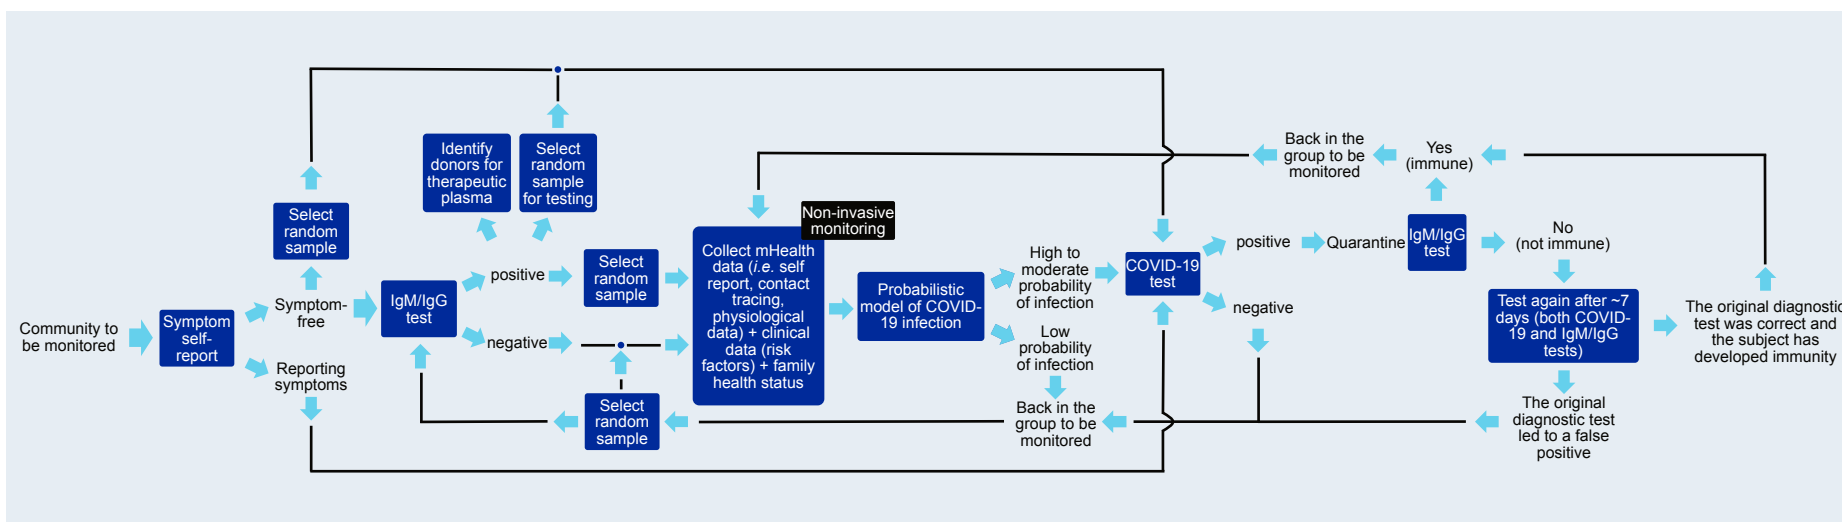 Community to
be monitored
Symptom
self-
report
Symptom-
free
Reporting
symptoms
Select
random
sample
IgM/IgG
test
positive
negative
Identify
donors for
therapeutic
plasma
Select
random
sample
for testing
Select
random
sample
Select
random
sample
Non-invasive
monitoring
Collect mHealth
data (i.e. self
report, contact
tracing,
physiological
data) + clinical
data (risk
factors) + family
health status
Probabilistic
model of COVID-
19 infection
High to
moderate
probability
of infection
Low
probability
of infection
Back in the
group to be
monitored
COVID-19
test
positive
negative
Quarantine
IgM/IgG
test
Yes
(immune)
Back in the
group to be
monitored
No
(not immune)
Test again after ~7
days (both COVID-
19 and IgM/IgG
tests)
The original diagnostic
test was correct and
the subject has
developed immunity
The original
diagnostic test
led to a false
positive